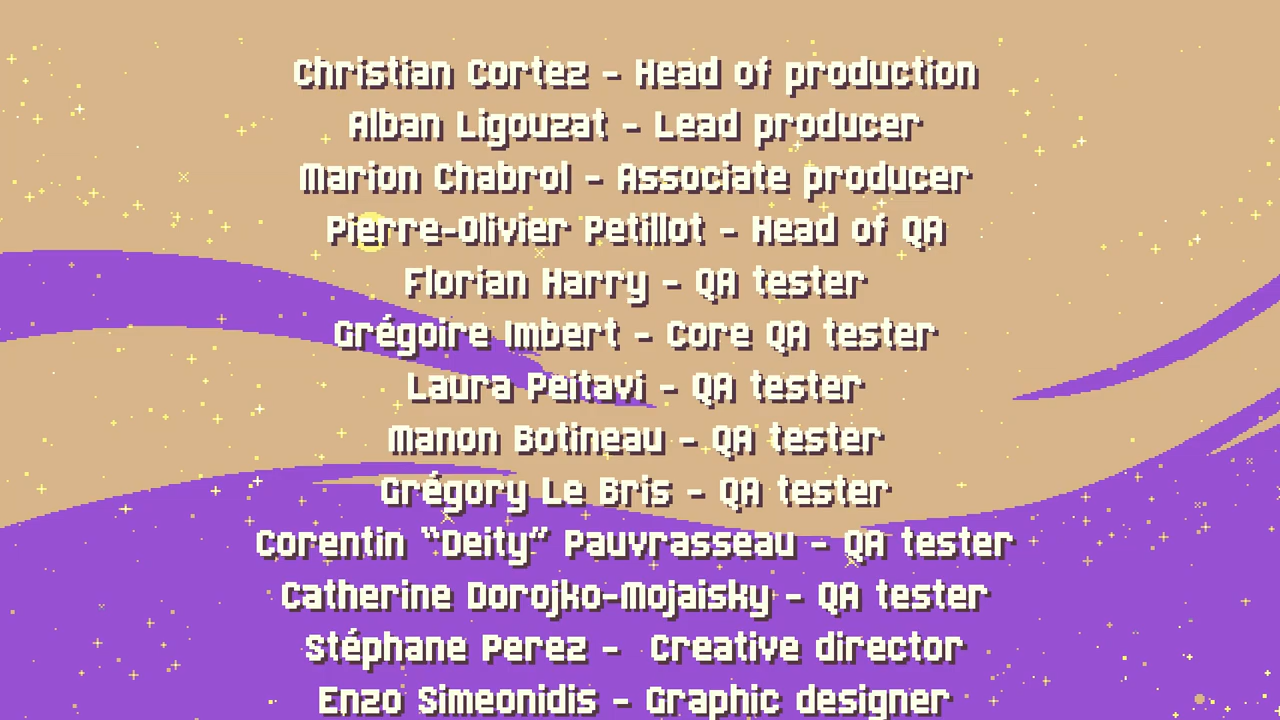 Christian Cortez - Head of production
Alban Ligouzat - Lead producer
Marion Chabrol - Associate producer
Pierre-Olivier Petillot - Head of QA
Florian Harry - QA tester
Grégoire Imbert - Core QA tester
Laura Peitavi - QA tester
Manon Botineau - QA tester
Grégory Le Bris - QA tester
Corentin “Deity” Pauvrasseau - QA tester
Catherine Dorojko-Mojaisky - QA tester
Stéphane Perez - Creative director
Enzo Simeonidis - Graphic designer